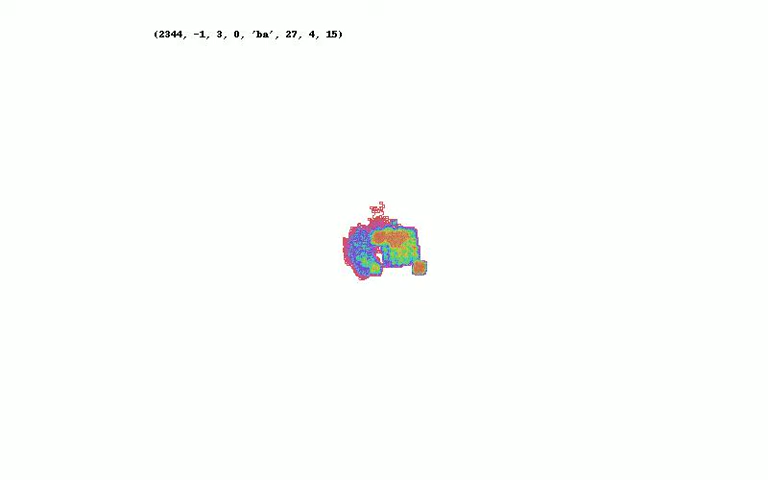 (2344, -1, 3, 0, 'ba', 27, 4, 15)